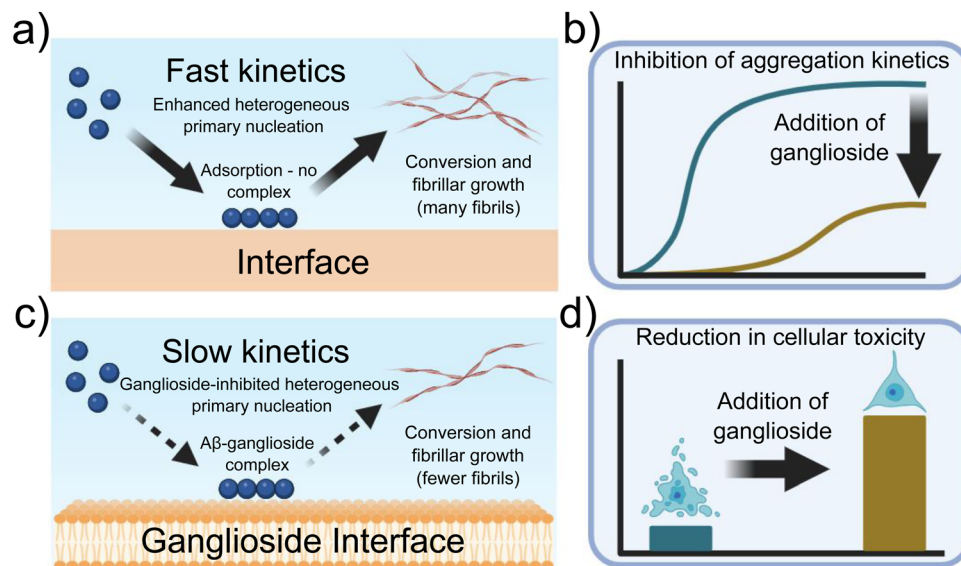 a)
Fast kinetics
Enhanced heterogeneous
primary nucleation
Adsorption - no
complex
Conversion and
fibrillar growth
(many fibrils)
Interface
b)
Inhibition of aggregation kinetics
Addition of
ganglioside
c)
Slow kinetics
Ganglioside-inhibited heterogeneous
primary nucleation
Aβ-ganglioside
complex
Conversion and
fibrillar growth
(fewer fibrils)
Ganglioside Interface
d)
Reduction in cellular toxicity
Addition of
ganglioside